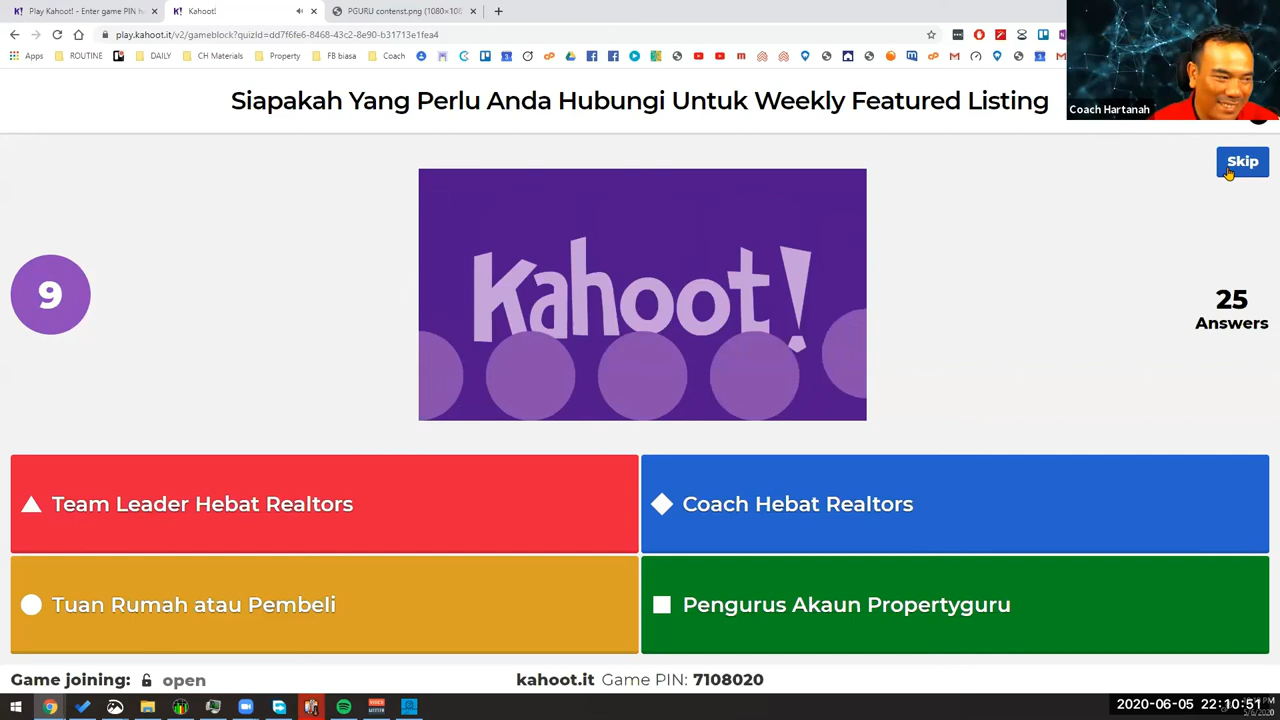 Play Kahoot! - Enter game PIN h
Kahoot!
PGURU contenst.png (1080×108
play.kahoot.it/v2/gameblock?quizId=dd7f6fe6-8468-43c2-8e90-b31713e1fea4
Apps
ROUTINE
DAILY
CH Materials
Property
FB biasa
Coach
Coach Hartanah
Siapakah Yang Perlu Anda Hubungi Untuk Weekly Featured Listing
Skip
Kahoot!
9
25
Answers
Team Leader Hebat Realtors
Coach Hebat Realtors
Tuan Rumah atau Pembeli
Pengurus Akaun Propertyguru
Game joining: open
kahoot.it Game PIN: 7108020
2020-06-05 22:10:51